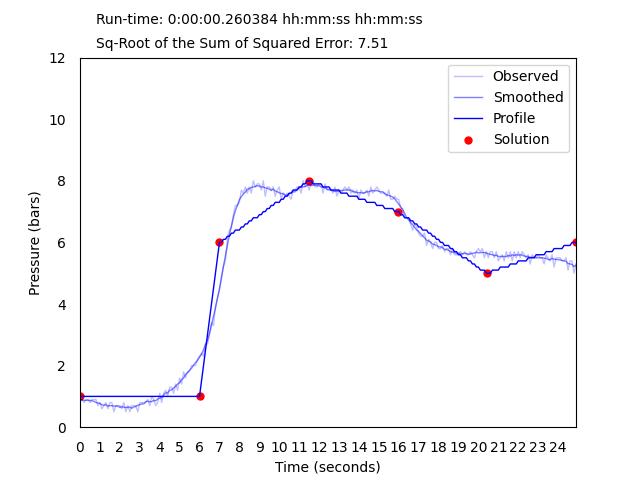 Run-time: 0:00:00.260384 hh:mm:ss hh:mm:ss
Sq-Root of the Sum of Squared Error: 7.51
12
10
8
6
4
2
0
Pressure (bars)
Observed
Smoothed
Profile
Solution
0 1 2 3 4 5 6 7 8 9 10 11 12 13 14 15 16 17 18 19 20 21 22 23 24
Time (seconds)